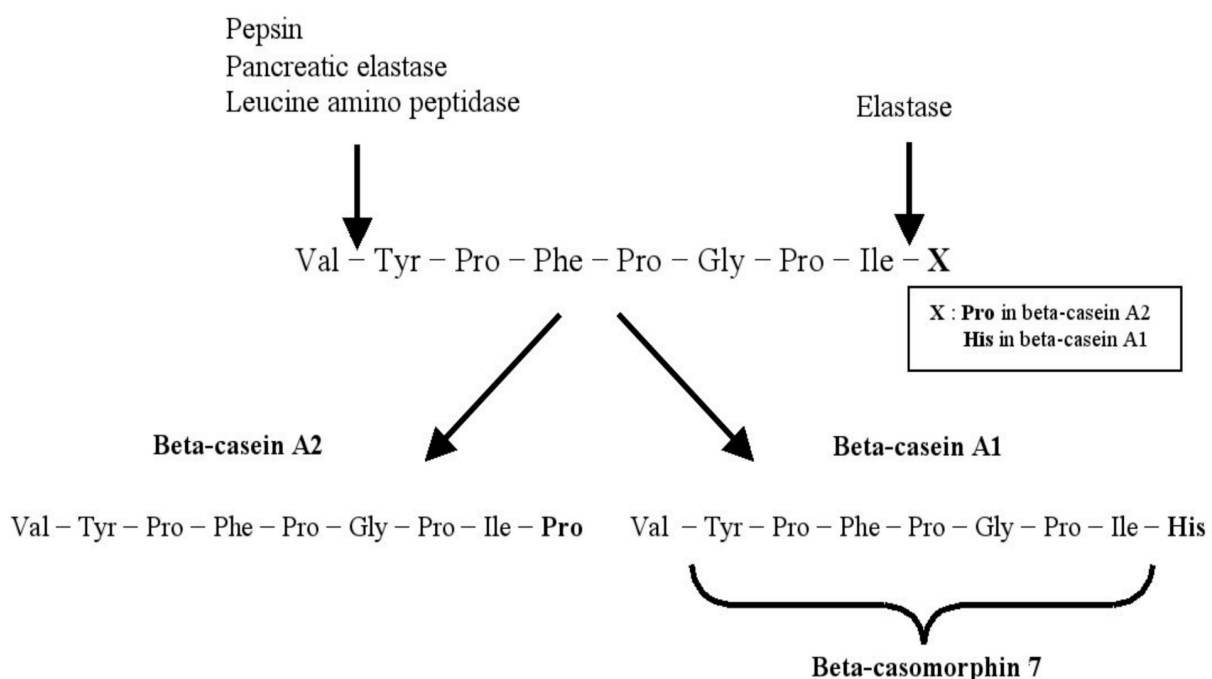 Pepsin
Pancreatic elastase
Leucine amino peptidase
Elastase
Val – Tyr – Pro – Phe – Pro – Gly – Pro – Ile – X
X : Pro in beta-casein A2
His in beta-casein A1
Beta-casein A2
Beta-casein A1
Val – Tyr – Pro – Phe – Pro – Gly – Pro – Ile – Pro
Val – Tyr – Pro – Phe – Pro – Gly – Pro – Ile – His
Beta-casomorphin 7